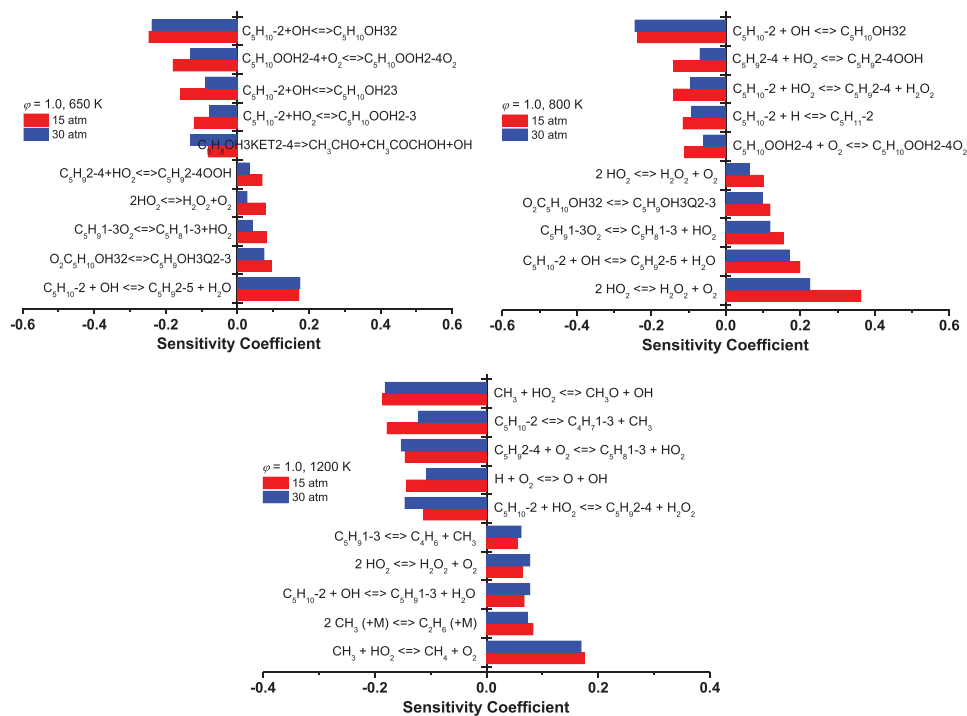 C₅H₁₀-2+OH<=>C₅H₁₀OH32
C₅H₁₀OOH2-4+O₂<=>C₅H₁₀OOH2-4O₂
C₅H₁₀-2+OH<=>C₅H₁₀OH23
C₅H₁₀-2+HO₂<=>C₅H₁₀OOH2-3
C₅H₈OH3KET2-4=>CH₃CHO+CH₃COCHOH+OH
φ = 1.0, 650 K
15 atm
30 atm
C₅H₉2-4+HO₂<=>C₅H₉2-4OOH
2HO₂<=>H₂O₂+O₂
C₅H₉1-3O₂<=>C₅H₈1-3+HO₂
O₂C₅H₁₀OH32<=>C₅H₉OH3Q2-3
C₅H₁₀-2 + OH <=> C₅H₉2-5 + H₂O
-0.6 -0.4 -0.2 0.0 0.2 0.4 0.6
Sensitivity Coefficient
C₅H₁₀-2 + OH <=> C₅H₁₀OH32
C₅H₉2-4 + HO₂ <=> C₅H₉2-4OOH
C₅H₁₀-2 + HO₂ <=> C₅H₉2-4 + H₂O₂
C₅H₁₀-2 + H <=> C₅H₁₁-2
C₅H₁₀OOH2-4 + O₂ <=> C₅H₁₀OOH2-4O₂
φ = 1.0, 800 K
15 atm
30 atm
2 HO₂ <=> H₂O₂ + O₂
O₂C₅H₁₀OH32 <=> C₅H₉OH3Q2-3
C₅H₉1-3O₂ <=> C₅H₈1-3 + HO₂
C₅H₁₀-2 + OH <=> C₅H₉2-5 + H₂O
2 HO₂ <=> H₂O₂ + O₂
-0.6 -0.4 -0.2 0.0 0.2 0.4 0.6
Sensitivity Coefficient
CH₃ + HO₂ <=> CH₃O + OH
C₅H₁₀-2 <=> C₄H₇1-3 + CH₃
C₅H₉2-4 + O₂ <=> C₅H₈1-3 + HO₂
H + O₂ <=> O + OH
C₅H₁₀-2 + HO₂ <=> C₅H₉2-4 + H₂O₂
φ = 1.0, 1200 K
15 atm
30 atm
C₅H₉1-3 <=> C₄H₆ + CH₃
2 HO₂ <=> H₂O₂ + O₂
C₅H₁₀-2 + OH <=> C₅H₉1-3 + H₂O
2 CH₃ (+M) <=> C₂H₆ (+M)
CH₃ + HO₂ <=> CH₄ + O₂
-0.4 -0.2 0.0 0.2 0.4
Sensitivity Coefficient